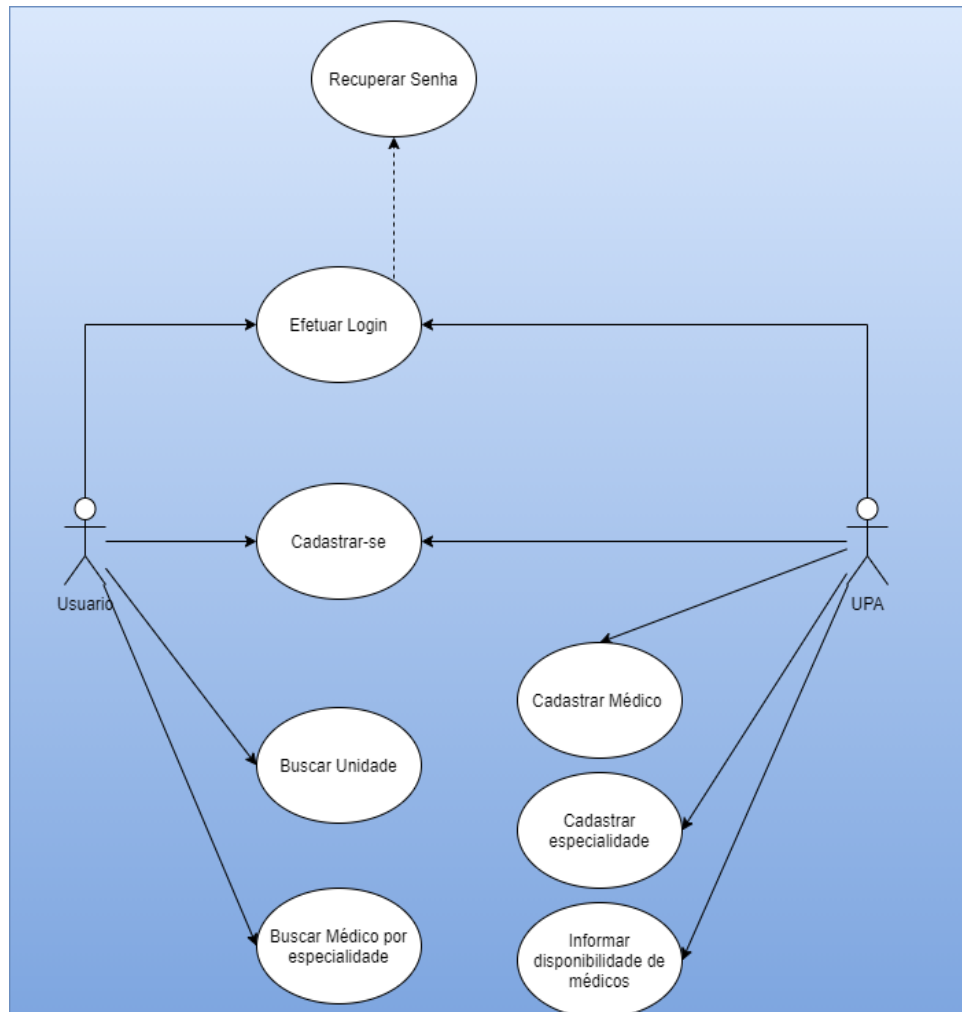 Recuperar Senha
Efetuar Login
Cadastrar-se
Usuario
UPA
Cadastrar Médico
Buscar Unidade
Cadastrar
especialidade
Buscar Médico por
especialidade
Informar
disponibilidade de
médicos